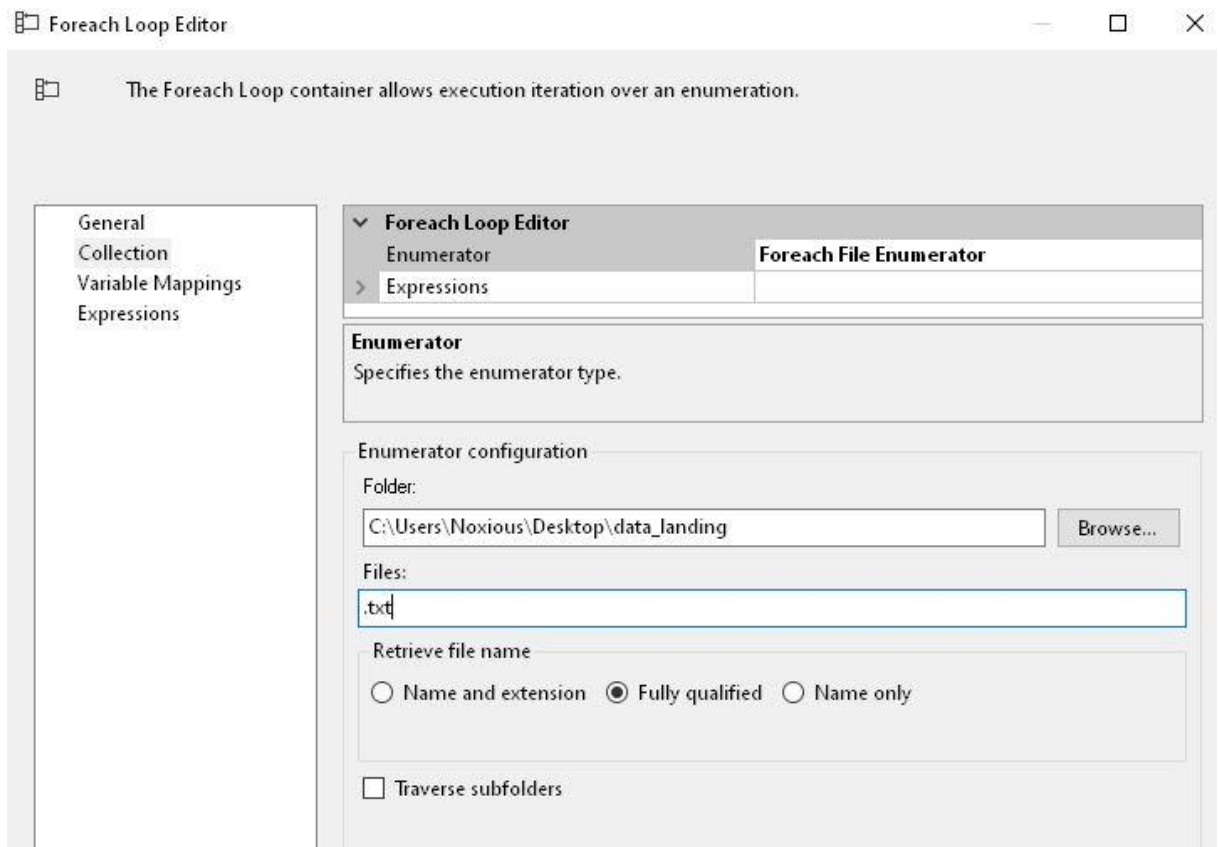 Foreach Loop Editor
The Foreach Loop container allows execution iteration over an enumeration.
General
Collection
Variable Mappings
Expressions
Foreach Loop Editor
Enumerator Foreach File Enumerator
Expressions
Enumerator
Specifies the enumerator type.
Enumerator configuration
Folder:
C:\Users\Noxious\Desktop\data_landing Browse...
Files:
.txt
Retrieve file name
Name and extension Fully qualified Name only
Traverse subfolders